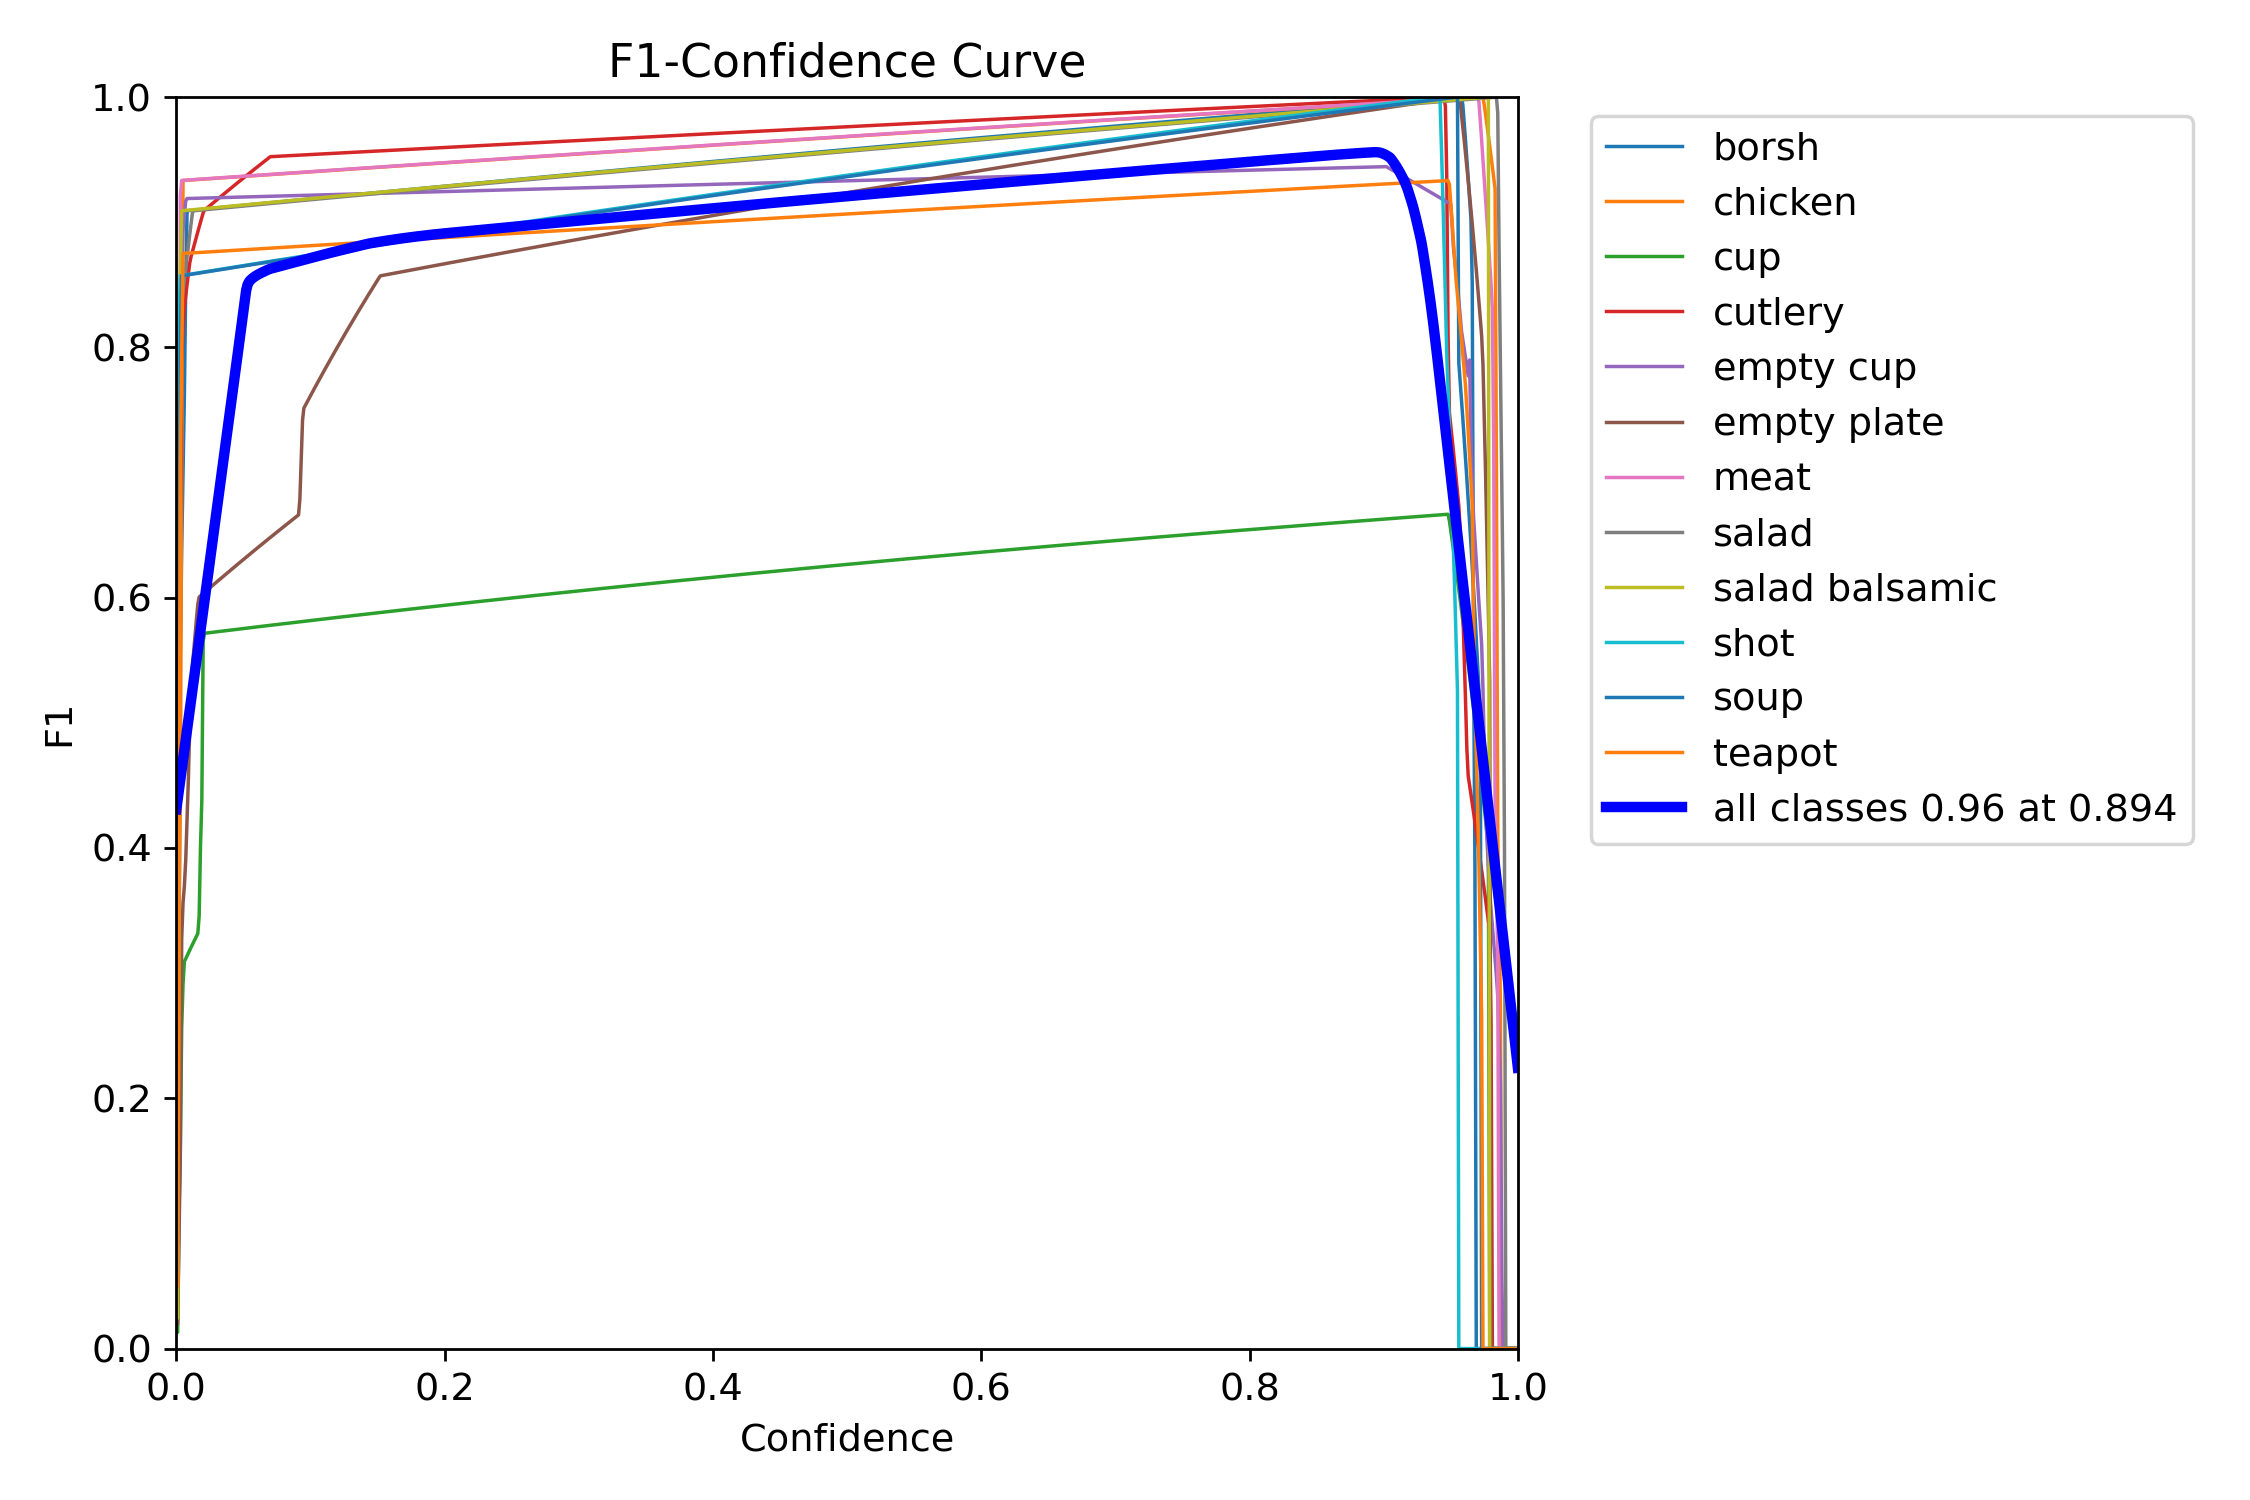 F1-Confidence Curve
1.0
0.8
0.6
0.4
0.2
0.0
F1
0.0 0.2 0.4 0.6 0.8 1.0
Confidence
borsh
chicken
cup
cutlery
empty cup
empty plate
meat
salad
salad balsamic
shot
soup
teapot
all classes 0.96 at 0.894